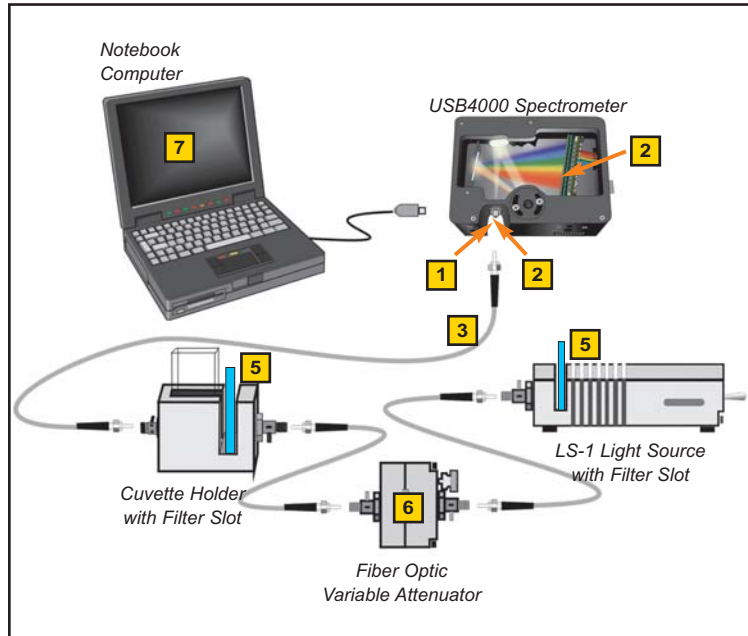 Notebook
Computer
USB4000 Spectrometer
7
2
1
2
3
5
5
LS-1 Light Source
with Filter Slot
Cuvette Holder
with Filter Slot
6
Fiber Optic
Variable Attenuator